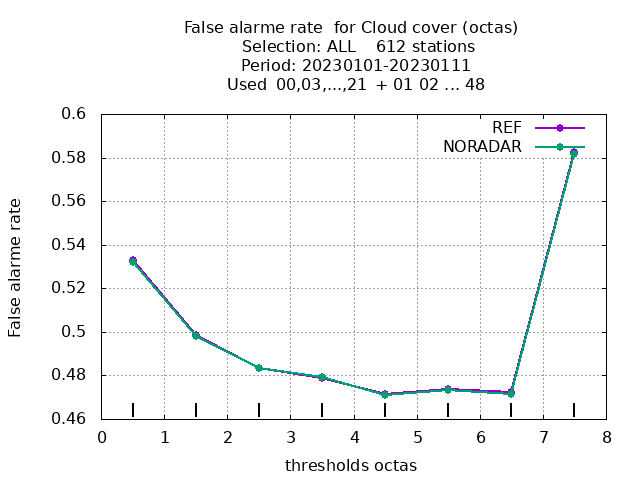 False alarme rate  for Cloud cover (octas)
Selection: ALL    612 stations
Period: 20230101-20230111
Used  00,03,...,21  + 01 02 ... 48
REF
NORADAR
0.6
0.58
0.56
0.54
0.52
0.5
0.48
0.46
False alarme rate
0 1 2 3 4 5 6 7 8
thresholds octas